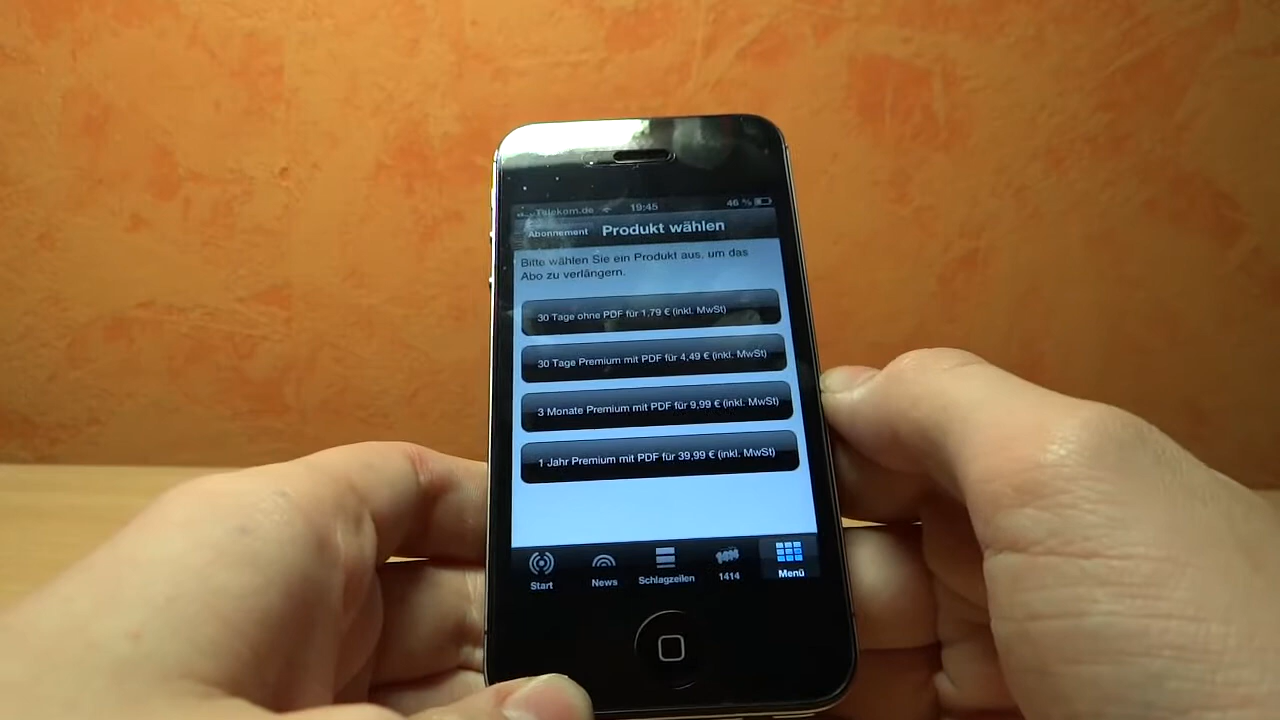 Telekom.de 19:45 46 %
Abonnement Produkt wählen
Bitte wählen Sie ein Produkt aus, um das
Abo zu verlängern.
30 Tage ohne PDF für 1,79 € (inkl. MwSt)
30 Tage Premium mit PDF für 4,49 € (inkl. MwSt)
3 Monate Premium mit PDF für 9,99 € (inkl. MwSt)
1 Jahr Premium mit PDF für 39,99 € (inkl. MwSt)
Start News Schlagzeilen 1414 Menü